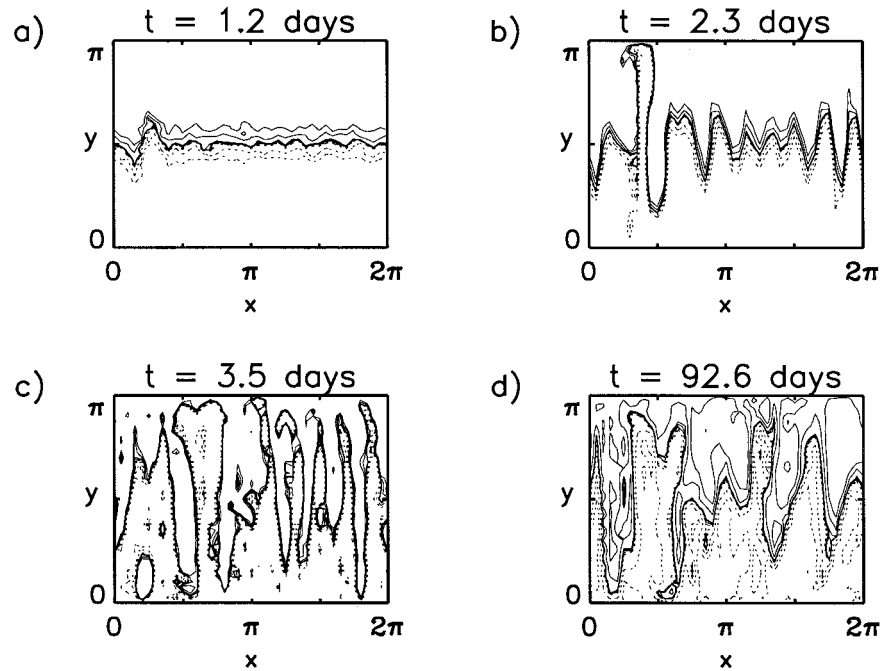 a) t = 1.2 days
π
y
0
0 π 2π
x
b) t = 2.3 days
π
y
0
0 π 2π
x
c) t = 3.5 days
π
y
0
0 π 2π
x
d) t = 92.6 days
π
y
0
0 π 2π
x